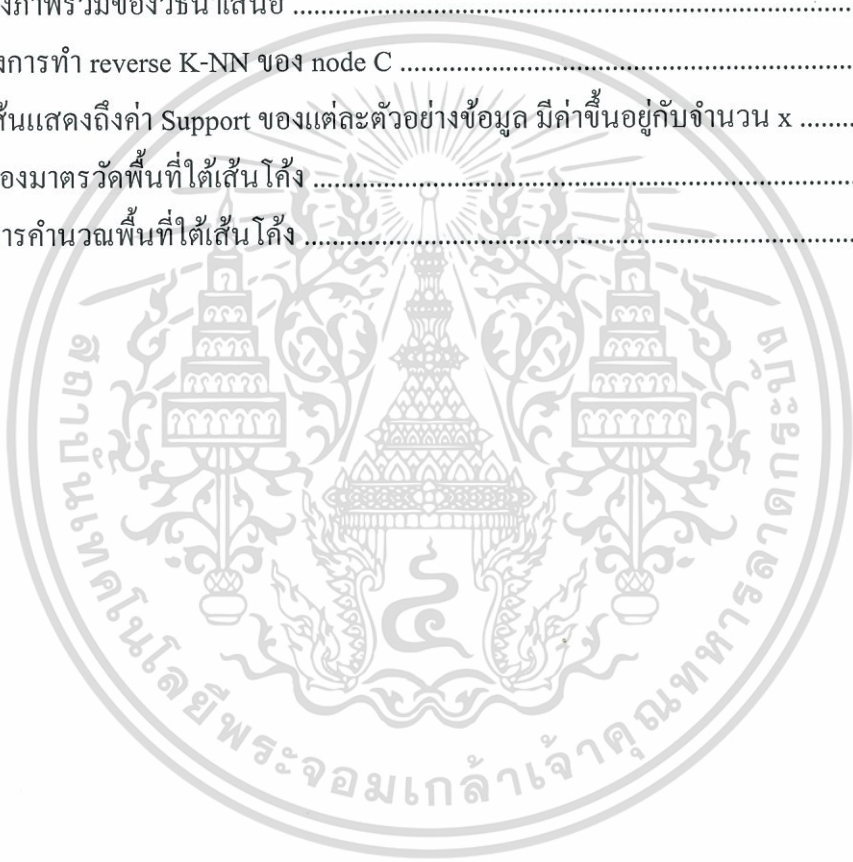 งภาพรวมของวิธีนำเสนอ ................................................................
งการทำ reverse K-NN ของ node C ................................................................
ส้นแสดงถึงค่า Support ของแต่ละตัวอย่างข้อมูล มีค่าขึ้นอยู่กับจำนวน x .........
องมาตรวัดพื้นที่ใต้เส้นโค้ง ................................................................
ารคำนวณพื้นที่ใต้เส้นโค้ง ................................................................
สถาบันเทคโนโลยีพระจอมเกล้าเจ้าคุณทหารลาดกระบัง